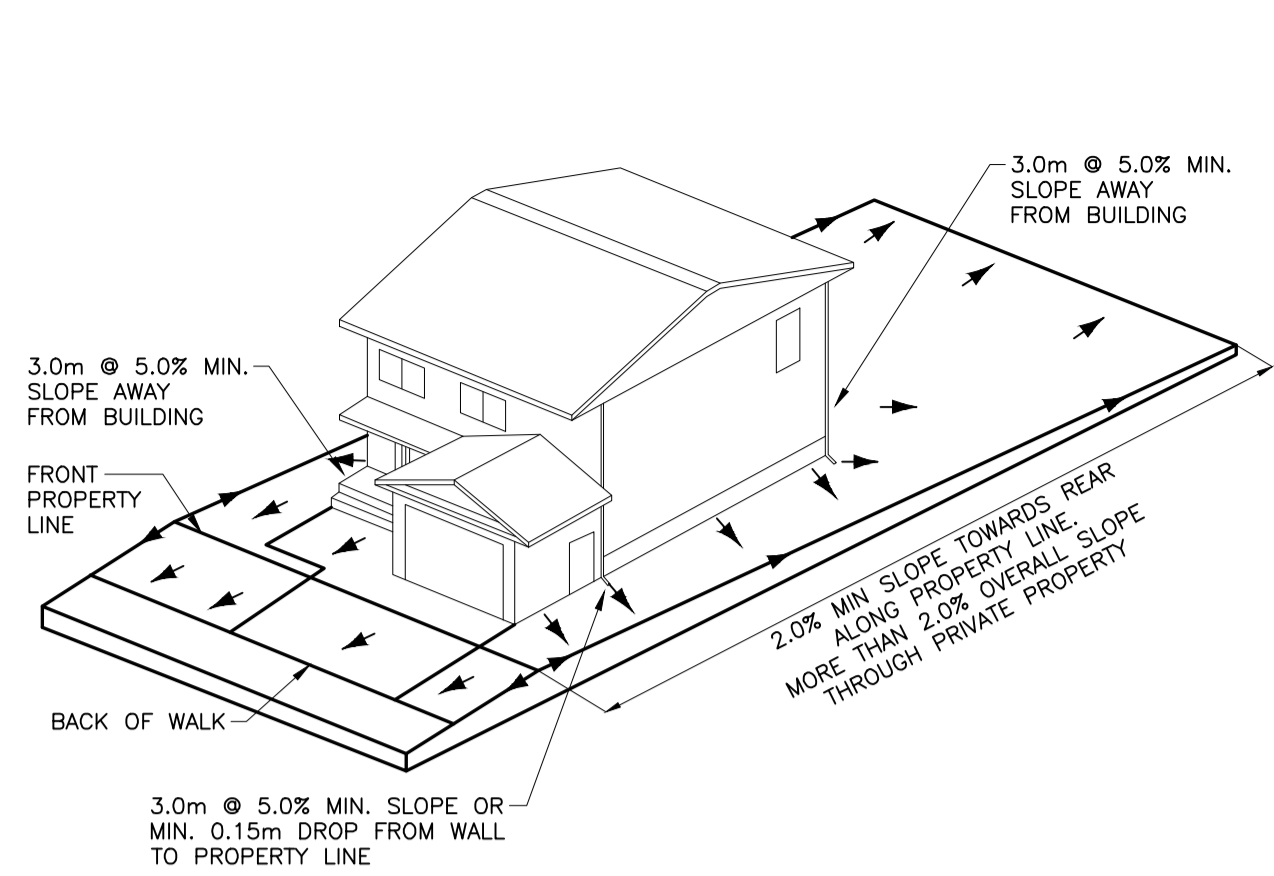 3.0m @ 5.0% MIN.
SLOPE AWAY
FROM BUILDING
3.0m @ 5.0% MIN.
SLOPE AWAY
FROM BUILDING
FRONT
PROPERTY
LINE
2.0% MIN SLOPE TOWARDS REAR
ALONG PROPERTY LINE.
MORE THAN 2.0% OVERALL SLOPE
THROUGH PRIVATE PROPERTY
BACK OF WALK
3.0m @ 5.0% MIN. SLOPE OR
MIN. 0.15m DROP FROM WALL
TO PROPERTY LINE